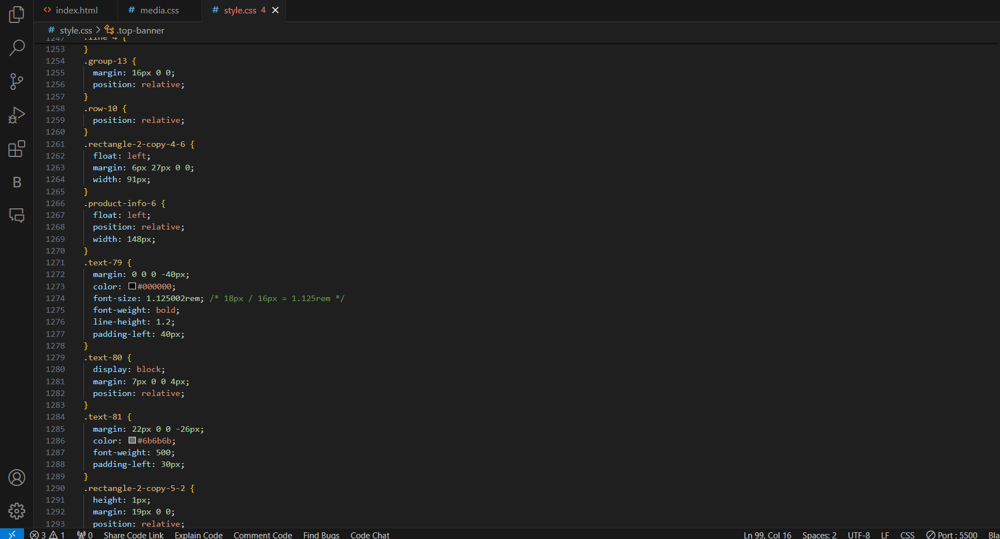 index.html
media.css
style.css 4
style.css > .top-banner
1247 .line-4 {
1253 }
1254 .group-13 {
1255 margin: 16px 0 0;
1256 position: relative;
1257 }
1258 .row-10 {
1259 position: relative;
1260 }
1261 .rectangle-2-copy-4-6 {
1262 float: left;
1263 margin: 6px 27px 0 0;
1264 width: 91px;
1265 }
1266 .product-info-6 {
1267 float: left;
1268 position: relative;
1269 width: 148px;
1270 }
1271 .text-79 {
1272 margin: 0 0 0 -40px;
1273 color: #000000;
1274 font-size: 1.125002rem; /* 18px / 16px = 1.125rem */
1275 font-weight: bold;
1276 line-height: 1.2;
1277 padding-left: 40px;
1278 }
1279 .text-80 {
1280 display: block;
1281 margin: 7px 0 0 4px;
1282 position: relative;
1283 }
1284 .text-81 {
1285 margin: 22px 0 0 -26px;
1286 color: #6b6b6b;
1287 font-weight: 500;
1288 padding-left: 30px;
1289 }
1290 .rectangle-2-copy-5-2 {
1291 height: 1px;
1292 margin: 19px 0 0;
1293 position: relative;
B
3 1 0 Share Code Link Explain Code Comment Code Find Bugs Code Chat Ln 99, Col 16 Spaces: 2 UTF-8 LF CSS Port : 5500 Bla